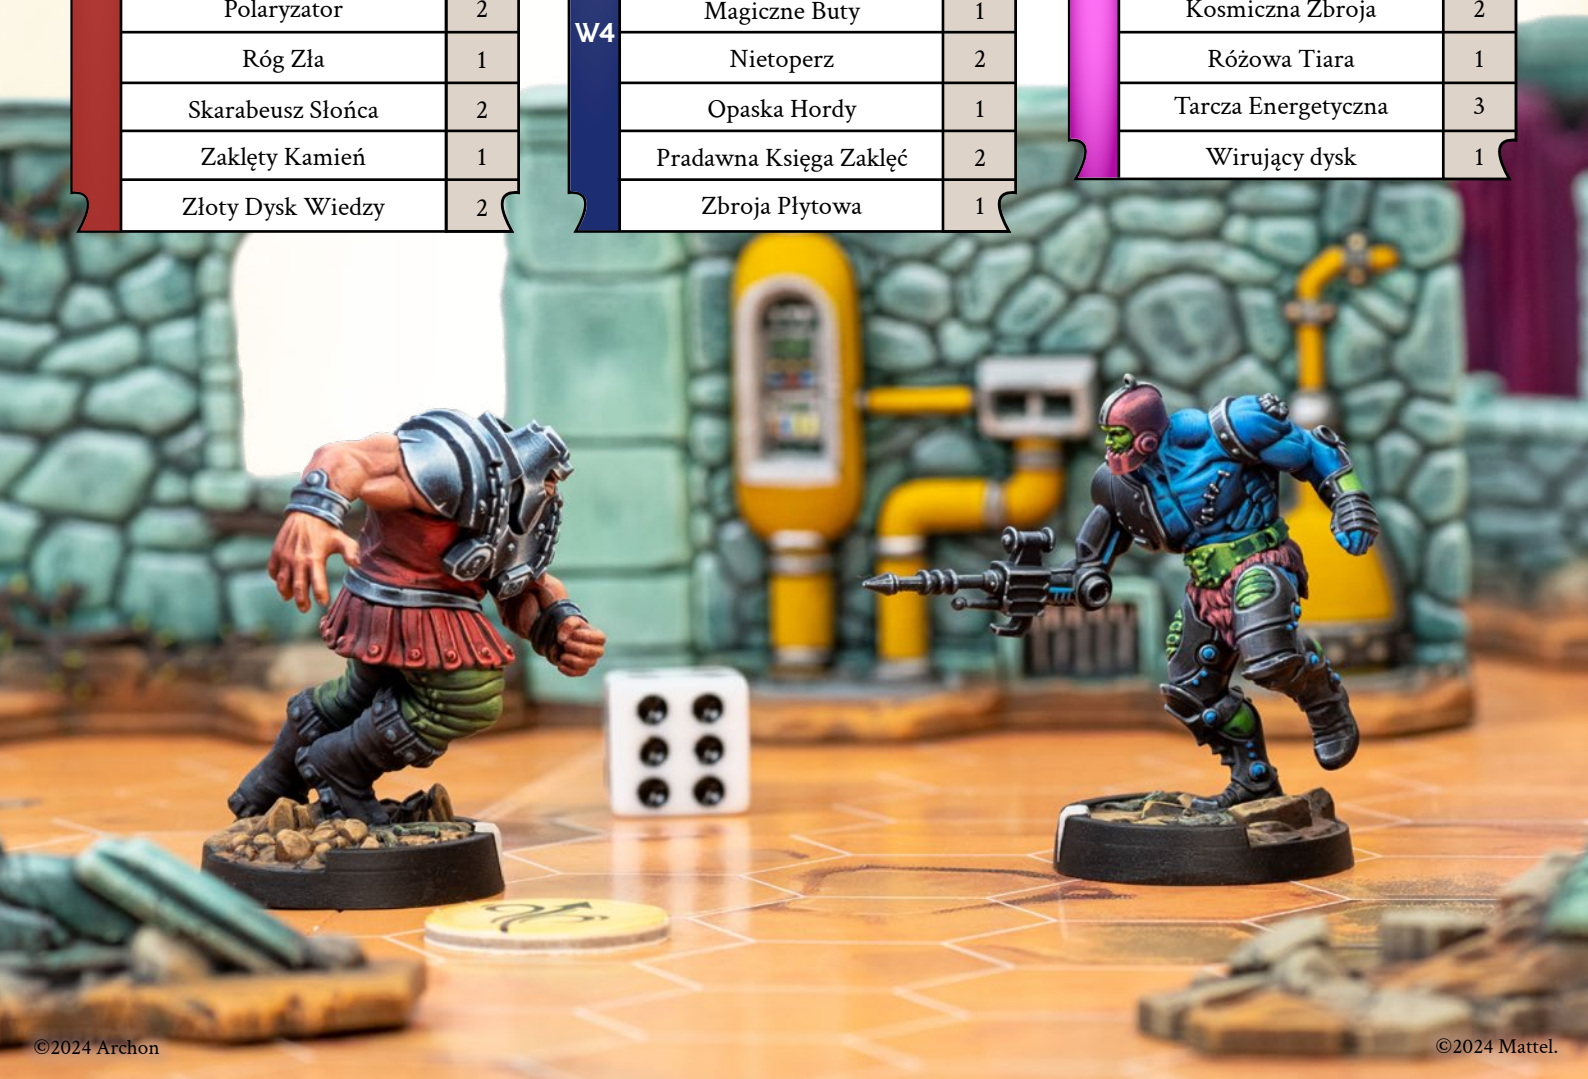 Polaryzator 2
Róg Zła 1
Skarabeusz Słońca 2
Zaklęty Kamień 1
Złoty Dysk Wiedzy 2
W4
Magiczne Buty 1
Nietoperz 2
Opaska Hordy 1
Pradawna Księga Zaklęć 2
Zbroja Płytowa 1
Kosmiczna Zbroja 2
Różowa Tiara 1
Tarcza Energetyczna 3
Wirujący dysk 1
©2024 Archon
©2024 Mattel.